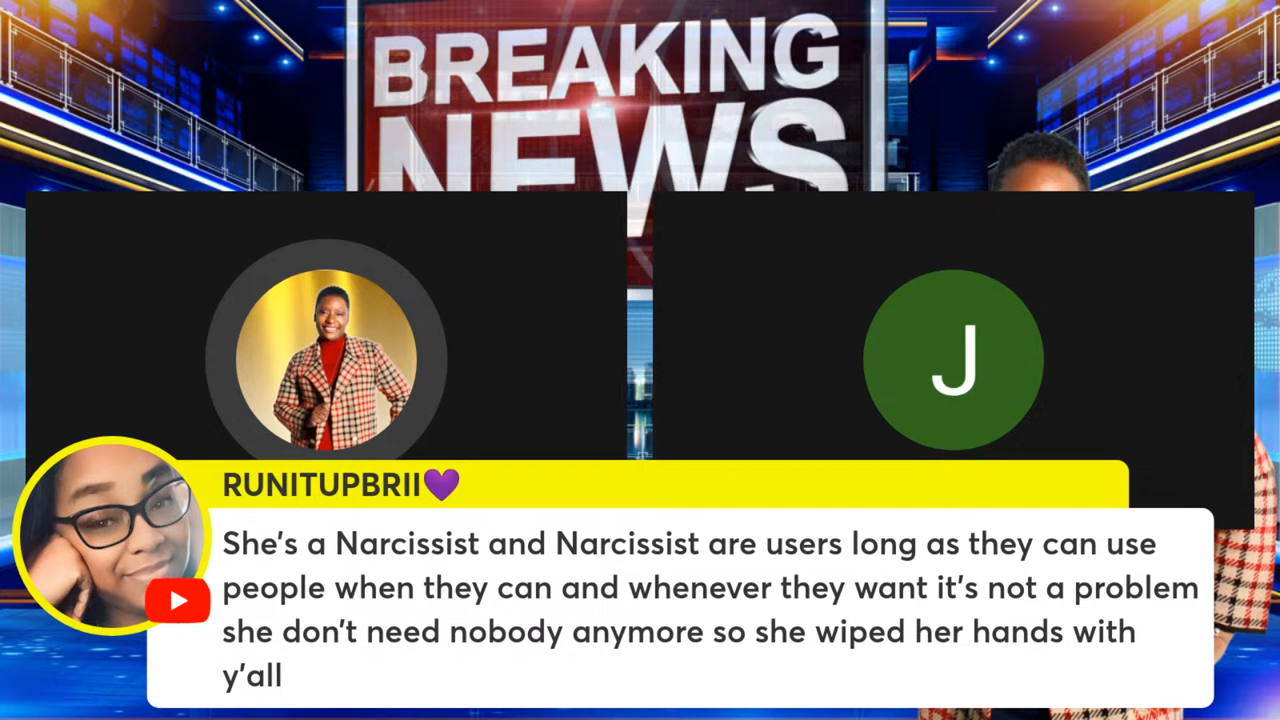 BREAKING
NEWS
J
RUNITUPBRII💜
She's a Narcissist and Narcissist are users long as they can use
people when they can and whenever they want it's not a problem
she don't need nobody anymore so she wiped her hands with
y'all